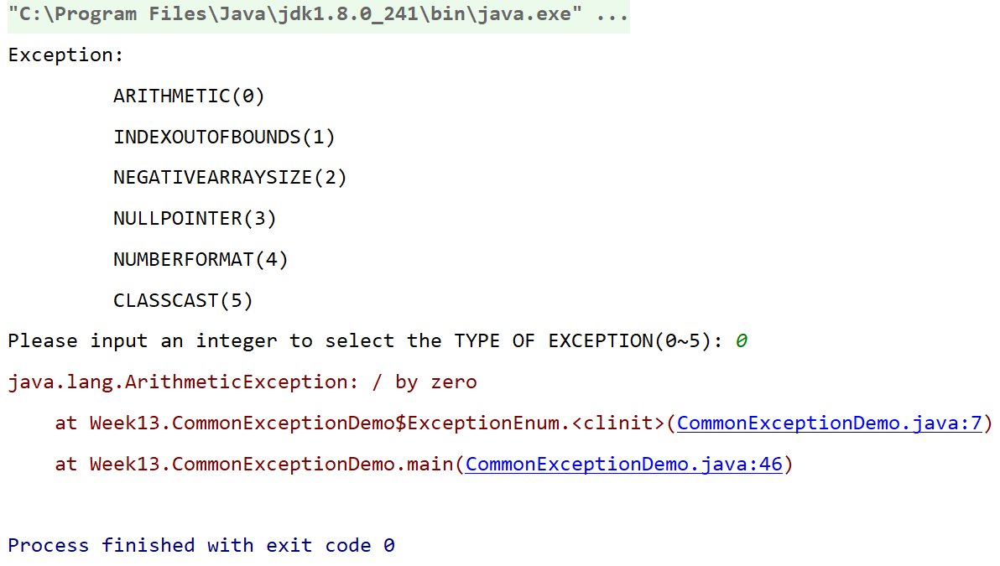 "C:\Program Files\Java\jdk1.8.0_241\bin\java.exe" ...
Exception:
ARITHMETIC(0)
INDEXOUTOFBOUNDS(1)
NEGATIVEARRAYSIZE(2)
NULLPOINTER(3)
NUMBERFORMAT(4)
CLASSCAST(5)
Please input an integer to select the TYPE OF EXCEPTION(0~5): 0
java.lang.ArithmeticException: / by zero
at Week13.CommonExceptionDemo$ExceptionEnum.<clinit>(CommonExceptionDemo.java:7)
at Week13.CommonExceptionDemo.main(CommonExceptionDemo.java:46)
Process finished with exit code 0